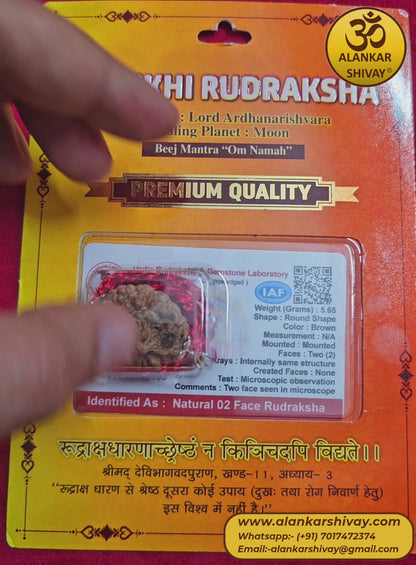 ALANKAR
SHIVAY®
KHI RUDRAKSHA
: Lord Ardhanarishvara
Planet : Moon
Beej Mantra "Om Namah"
PREMIUM QUALITY
Gemstone Laboratory
IAF
Weight (Grams) : 5.65
Shape : Round Shape
Color : Brown
Measurement : N/A
Mounted : Mounted
Faces : Two (2)
: Internally same structure
Created Faces : None
Test : Microscopic observation
Comments : Two face seen in microscope
Identified As : Natural 02 Face Rudraksha
रूद्राक्षधारणाच्छ्रेष्ठं न किञ्चिदपि विद्यते।।
श्रीमद् देविभागवदपुराण, खण्ड-11, अध्याय- 3
"रूद्राक्ष धारण से श्रेष्ठ दूसरा कोई उपाय (दुखः तथा रोग निवार्ण हेतु)
इस विश्व में नहीं है।"
www.alankarshivay.com
Whatsapp:- (+91) 7017472374
Email:-alankarshivay@gmail.com